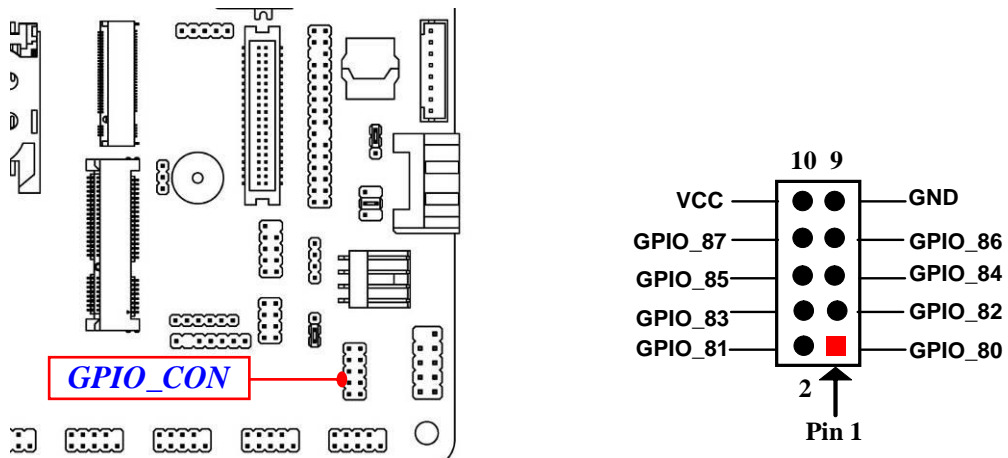 GPIO_CON
10 9
VCC GND
GPIO_87 GPIO_86
GPIO_85 GPIO_84
GPIO_83 GPIO_82
GPIO_81 GPIO_80
2
Pin 1